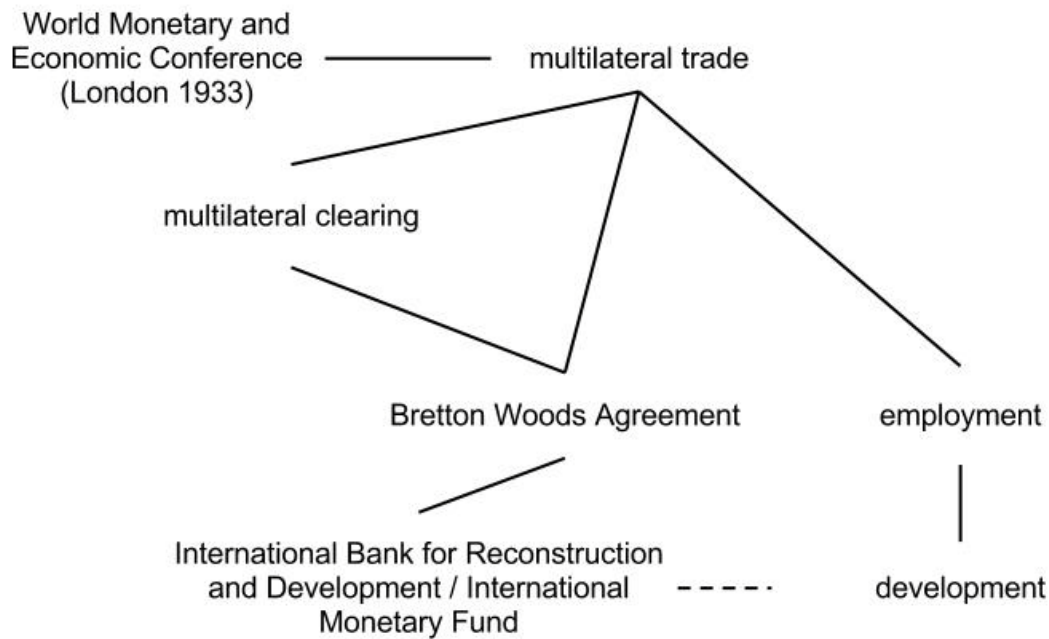 World Monetary and
Economic Conference
(London 1933)
multilateral trade
multilateral clearing
Bretton Woods Agreement
employment
International Bank for Reconstruction
and Development / International
Monetary Fund
development